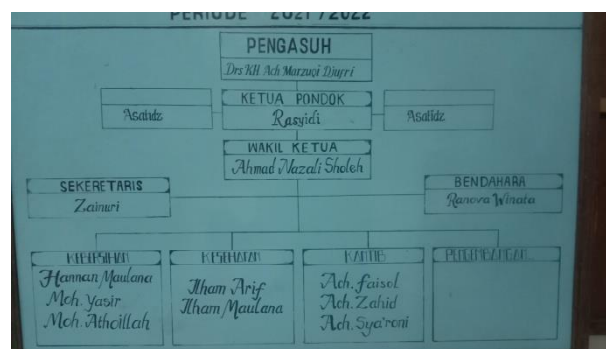 PERIODE 2021/2022
PENGASUH
Drs KH Ach Marzuqi Djufri
KETUA PONDOK
Rasyidi
Asatidz
Asatidz
WAKIL KETUA
Ahmad Nazali Sholeh
SEKERETARIS
Zainuri
BENDAHARA
Ranova Winata
KEBERSIHAN
Hannan Maulana
Moh. Yasir
Moh. Athoillah
KESEHATAN
Ilham Arif
Ilham Maulana
KAMTIB
Ach. Faisol
Ach. Zahid
Ach. Sya'roni
PENGEMBANGAN